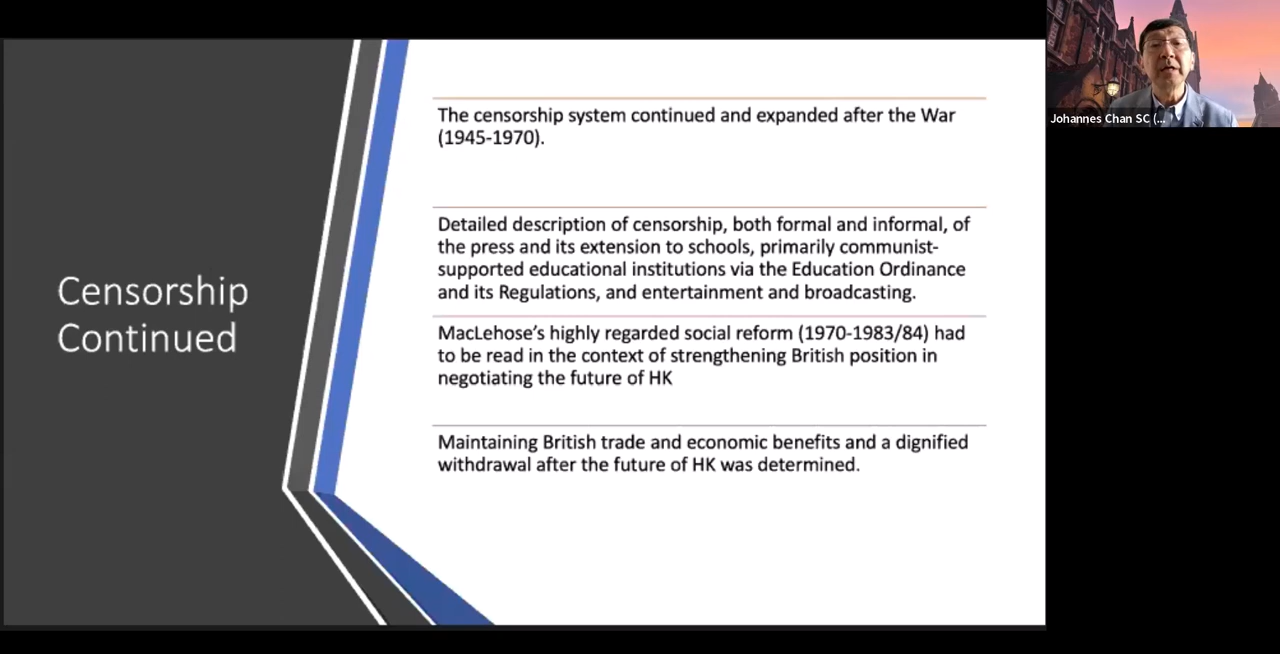 Censorship
Continued
The censorship system continued and expanded after the War
(1945-1970).
Detailed description of censorship, both formal and informal, of
the press and its extension to schools, primarily communist-
supported educational institutions via the Education Ordinance
and its Regulations, and entertainment and broadcasting.
MacLehose’s highly regarded social reform (1970-1983/84) had
to be read in the context of strengthening British position in
negotiating the future of HK
Maintaining British trade and economic benefits and a dignified
withdrawal after the future of HK was determined.
Johannes Chan SC (...